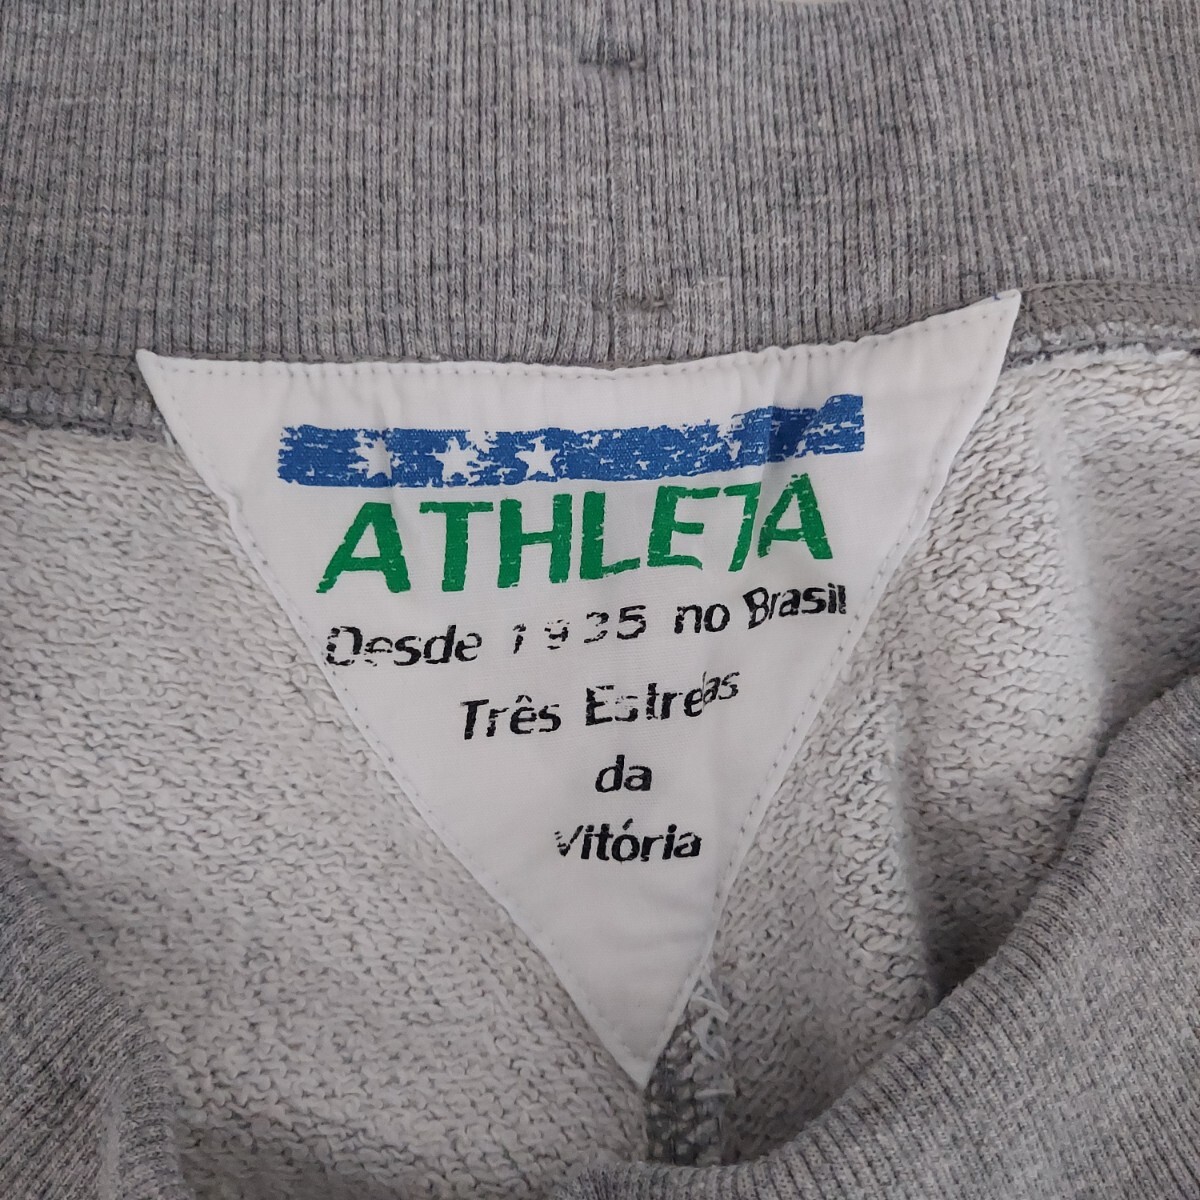 ATHLETA
Desde 1935 no Brasil
Três Estrelas
da
Vitória